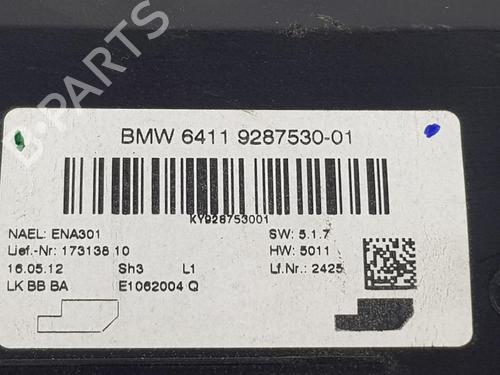 BMW 6411 9287530-01
KY928753001
NAEL: ENA301 SW: 5.1.7
Lief.-Nr: 173138 10 HW: 5011
16.05.12 Sh3 L1 Lf.Nr.: 2425
LK BB BA E1062004 Q
B-PARTS